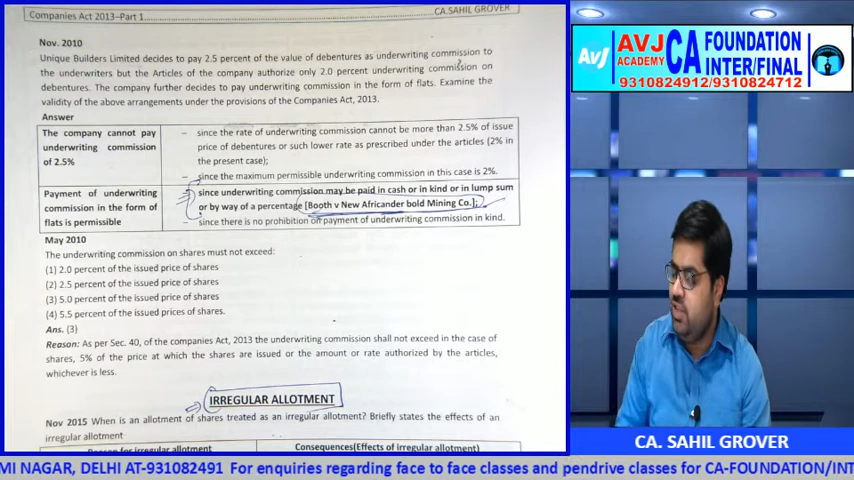 Companies Act 2013–Part 1
CA.SAHIL GROVER
Nov. 2010
Unique Builders Limited decides to pay 2.5 percent of the value of debentures as underwriting commission to
the underwriters but the Articles of the company authorize only 2.0 percent underwriting commission on
debentures. The company further decides to pay underwriting commission in the form of flats. Examine the
validity of the above arrangements under the provisions of the Companies Act, 2013.
Answer
The company cannot pay
underwriting commission
of 2.5%
– since the rate of underwriting commission cannot be more than 2.5% of issue
price of debentures or such lower rate as prescribed under the articles (2% in
the present case);
– since the maximum permissible underwriting commission in this case is 2%.
Payment of underwriting
commission in the form of
flats is permissible
– since underwriting commission may be paid in cash or in kind or in lump sum
or by way of a percentage [Booth v New Africander bold Mining Co.];
– since there is no prohibition on payment of underwriting commission in kind.
May 2010
The underwriting commission on shares must not exceed:
(1) 2.0 percent of the issued price of shares
(2) 2.5 percent of the issued price of shares
(3) 5.0 percent of the issued price of shares
(4) 5.5 percent of the issued prices of shares.
Ans. (3)
Reason: As per Sec. 40, of the companies Act, 2013 the underwriting commission shall not exceed in the case of
shares, 5% of the price at which the shares are issued or the amount or rate authorized by the articles,
whichever is less.
IRREGULAR ALLOTMENT
Nov 2015 When is an allotment of shares treated as an irregular allotment? Briefly states the effects of an
irregular allotment
Reason for irregular allotment
Consequences(Effects of irregular allotment)
AVJ
AVJ
ACADEMY
CA
FOUNDATION
INTER/FINAL
9310824912/9310824712
CA. SAHIL GROVER
MI NAGAR, DELHI AT-931082491 For enquiries regarding face to face classes and pendrive classes for CA-FOUNDATION/INT